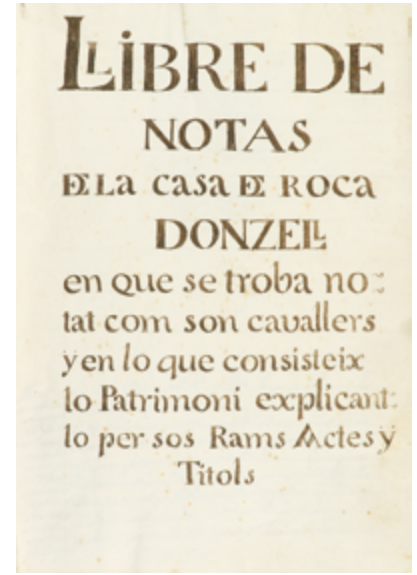 LLIBRE DE
NOTAS
DE La casa DE ROCA
DONZELL
en que se troba no:
tat com son cavallers
y en lo que consisteix
lo Patrimoni explicant:
lo per sos Rams Actes y
Titols